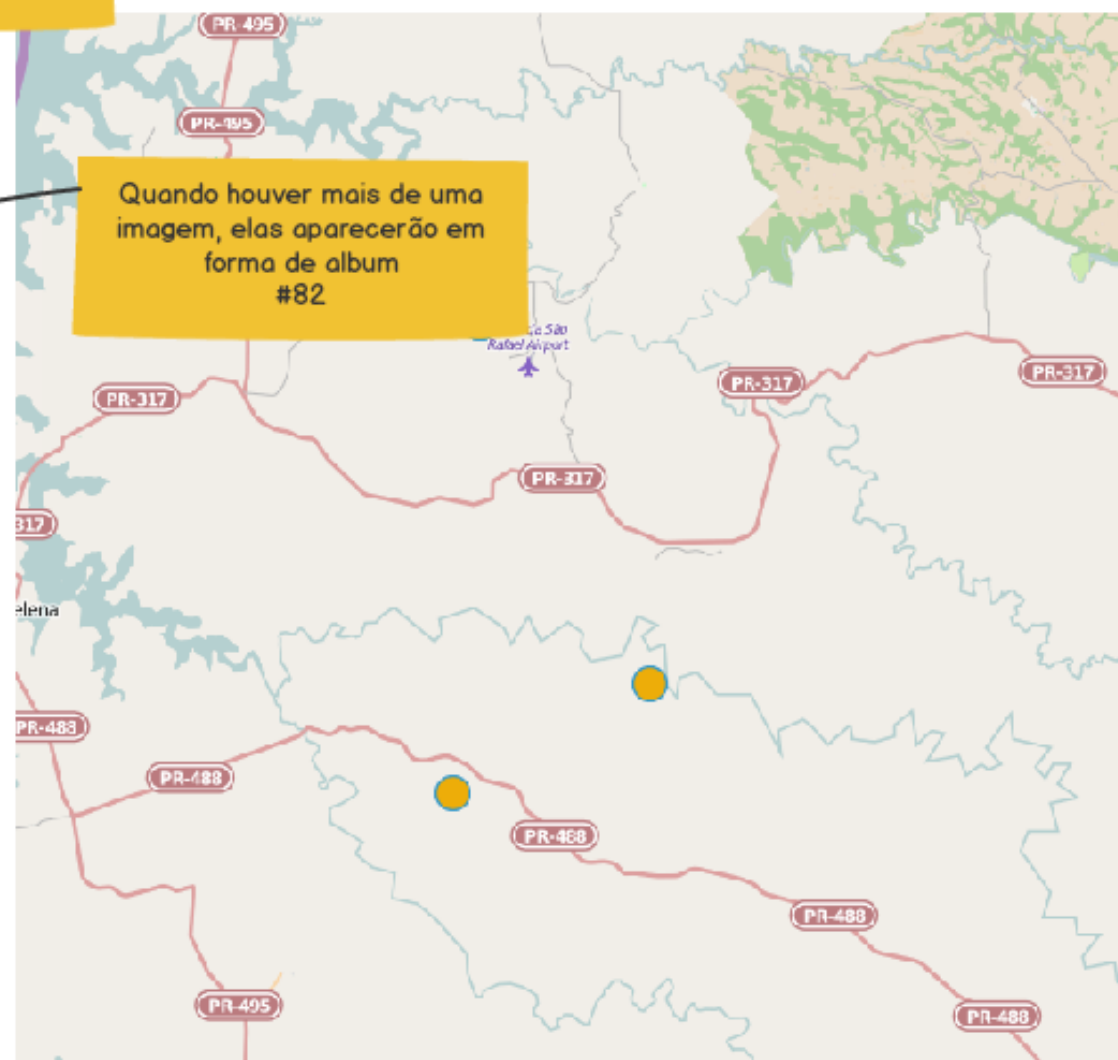 PR-495
PR-495
Quando houver mais de uma
imagem, elas aparecerão em
forma de album
#82
São
Rafael Airport
PR-317
PR-317
PR-317
PR-317
317
elena
PR-488
PR-488
PR-488
PR-488
PR-495
PR-488